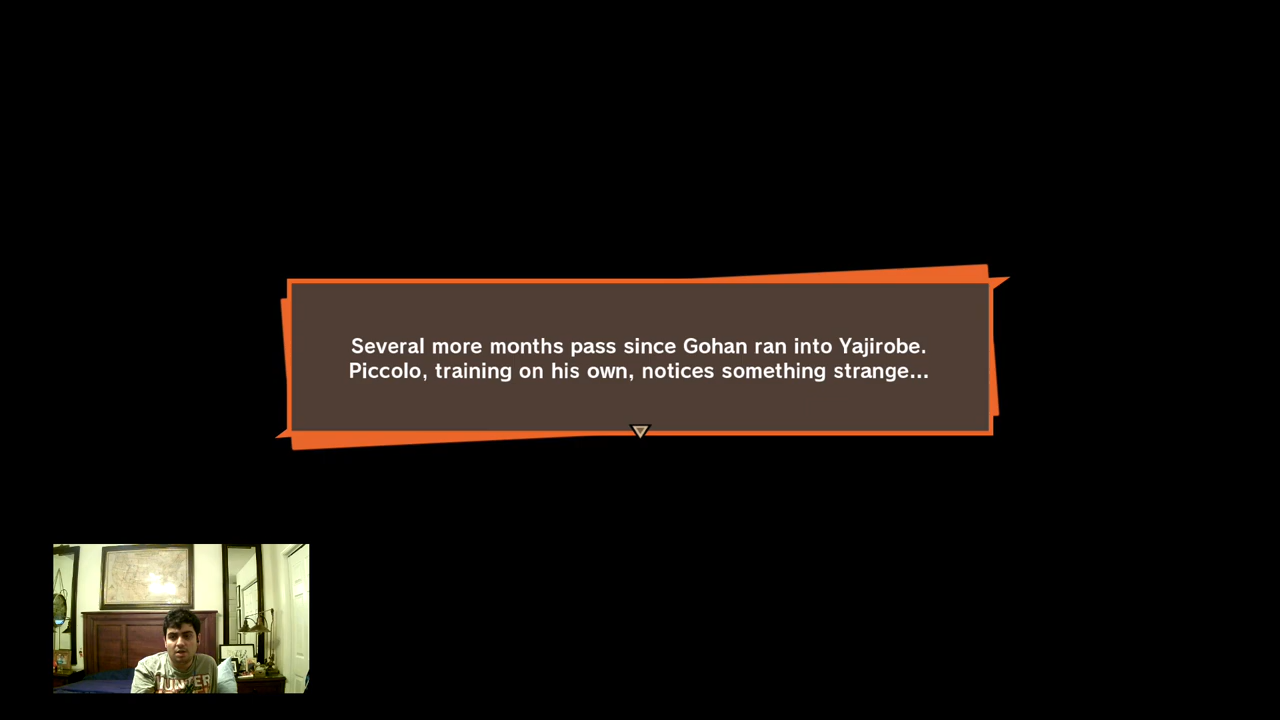 Several more months pass since Gohan ran into Yajirobe.
Piccolo, training on his own, notices something strange...